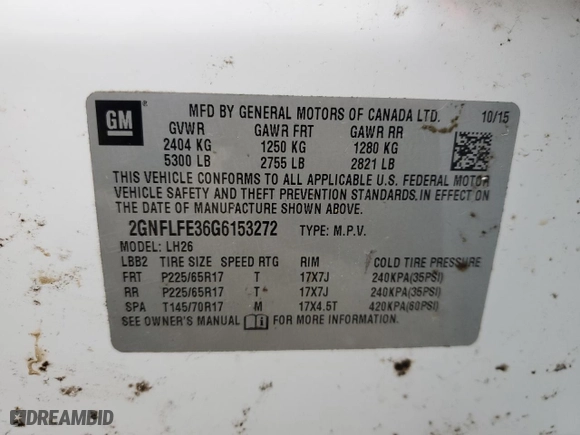 GM
MFD BY GENERAL MOTORS OF CANADA LTD. 10/15
GVWR GAWR FRT GAWR RR
2404 KG 1250 KG 1280 KG
5300 LB 2755 LB 2821 LB
THIS VEHICLE CONFORMS TO ALL APPLICABLE U.S. FEDERAL MOTOR
VEHICLE SAFETY AND THEFT PREVENTION STANDARDS, IN EFFECT ON
THE DATE OF MANUFACTURE SHOWN ABOVE.
2GNFLFE36G6153272 TYPE: M.P.V.
MODEL: LH26
LBB2 TIRE SIZE SPEED RTG RIM COLD TIRE PRESSURE
FRT P225/65R17 T 17X7J 240KPA(35PSI)
RR P225/65R17 T 17X7J 240KPA(35PSI)
SPA T145/70R17 M 17X4.5T 420KPA(60PSI)
SEE OWNER'S MANUAL FOR MORE INFORMATION.
DREAMBID